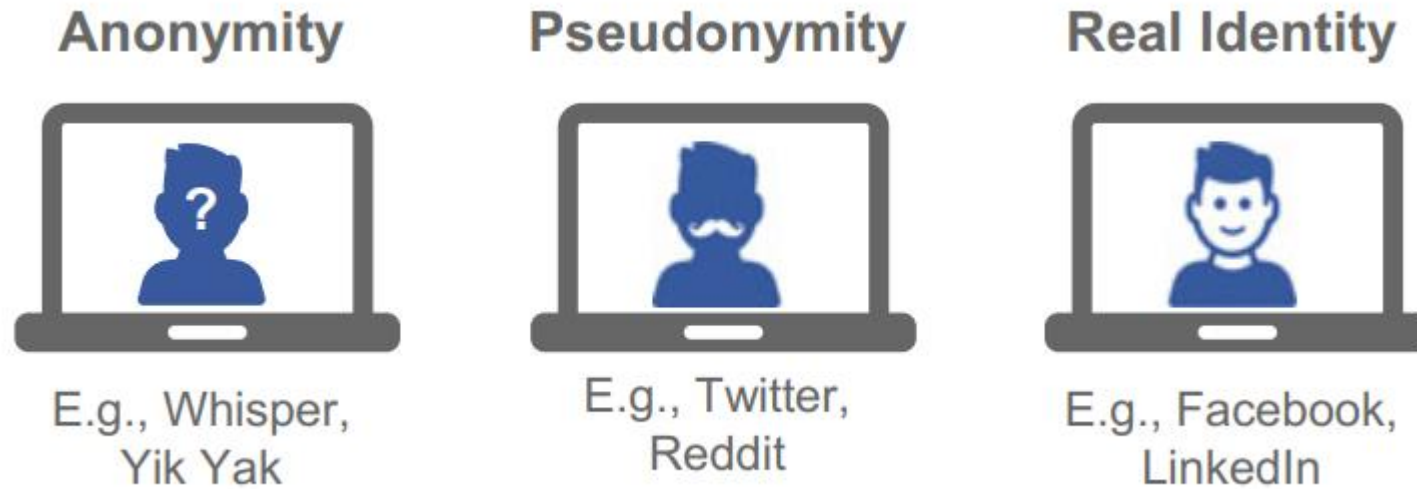 Anonymity
Pseudonymity
Real Identity
?
E.g., Whisper,
Yik Yak
E.g., Twitter,
Reddit
E.g., Facebook,
LinkedIn